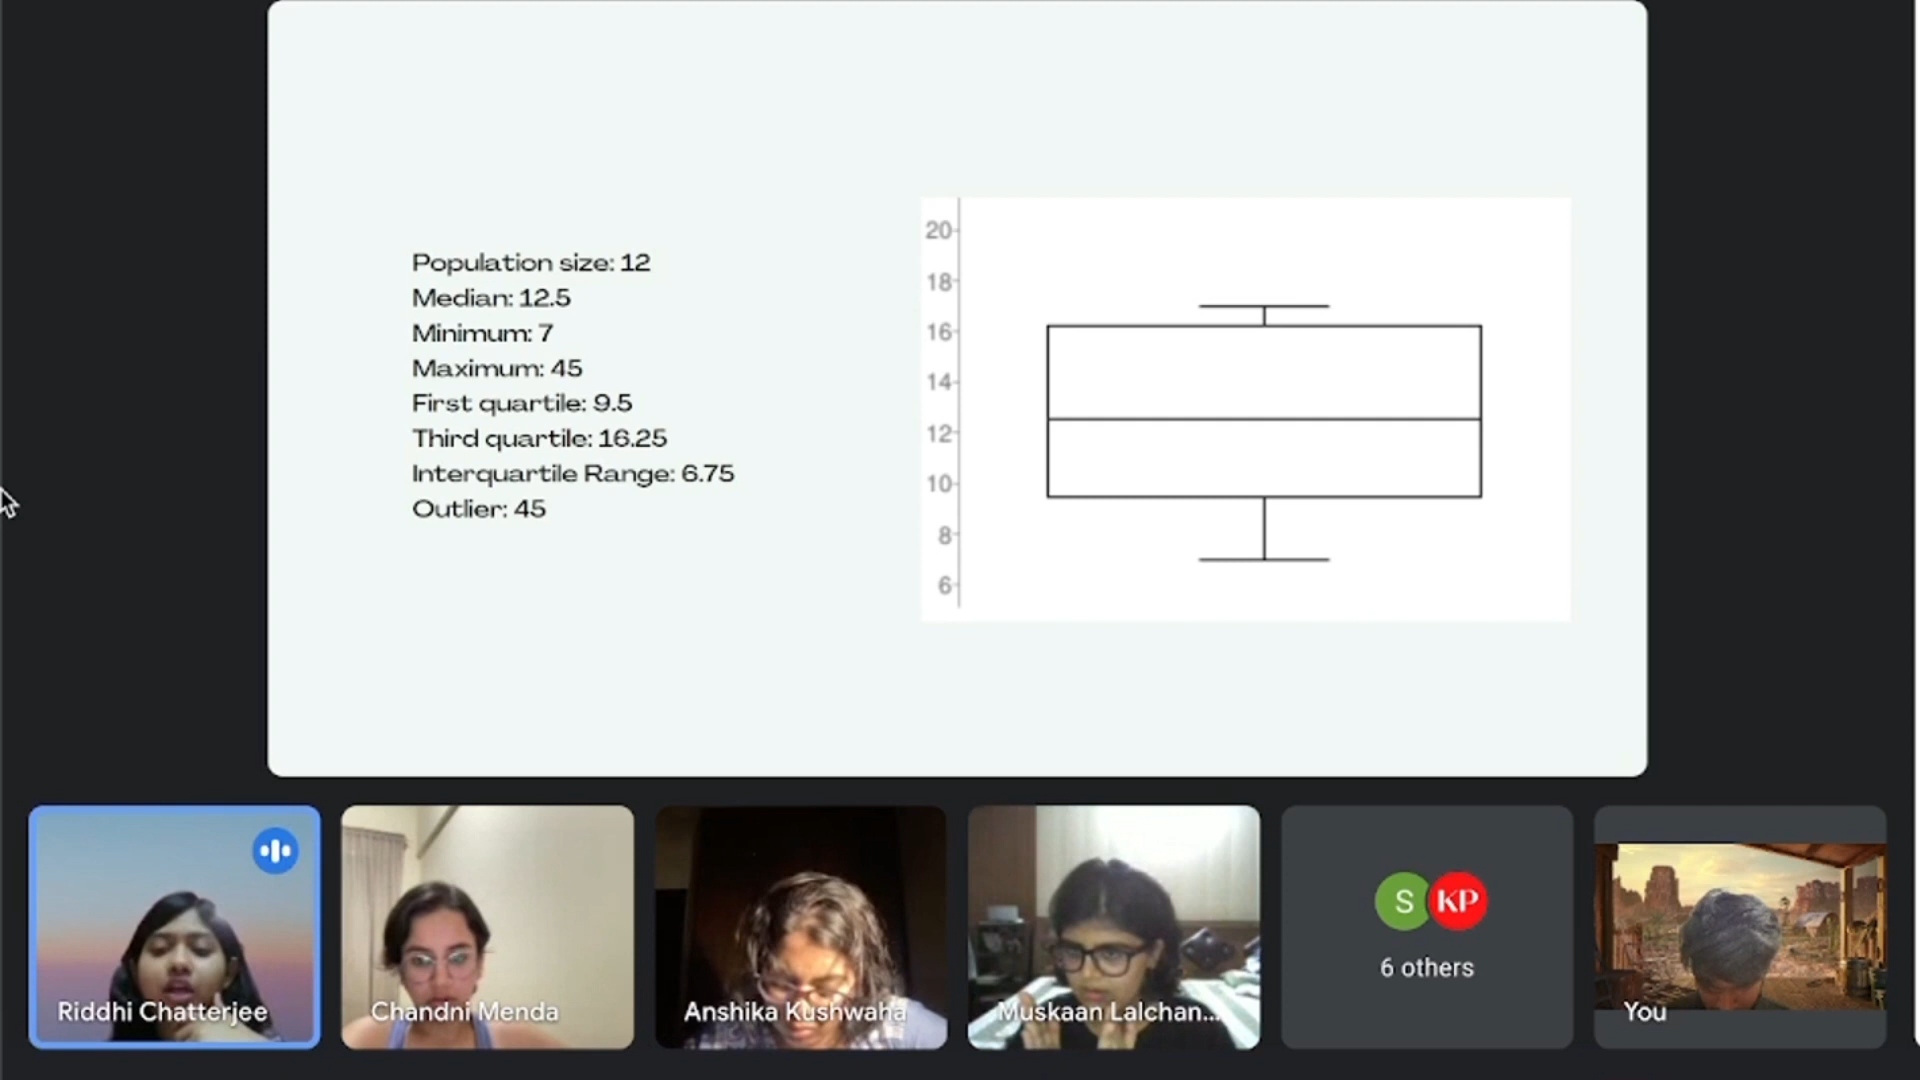 Population size: 12
Median: 12.5
Minimum: 7
Maximum: 45
First quartile: 9.5
Third quartile: 16.25
Interquartile Range: 6.75
Outlier: 45
20
18
16
14
12
10
8
6
Riddhi Chatterjee
Chandni Menda
Anshika Kushwaha
Muskaan Lalchan...
S
KP
6 others
You